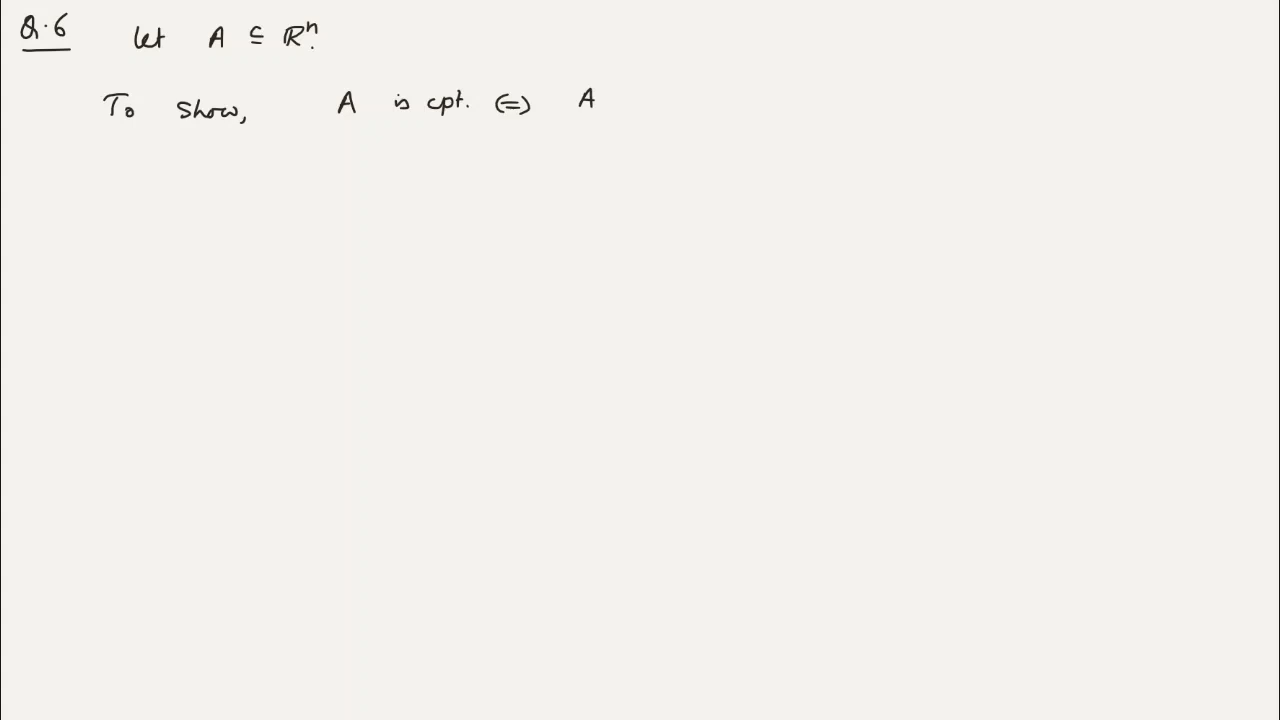 Q.6 let A ⊆ ℝⁿ.
To show, A is cpt. ⟺ A